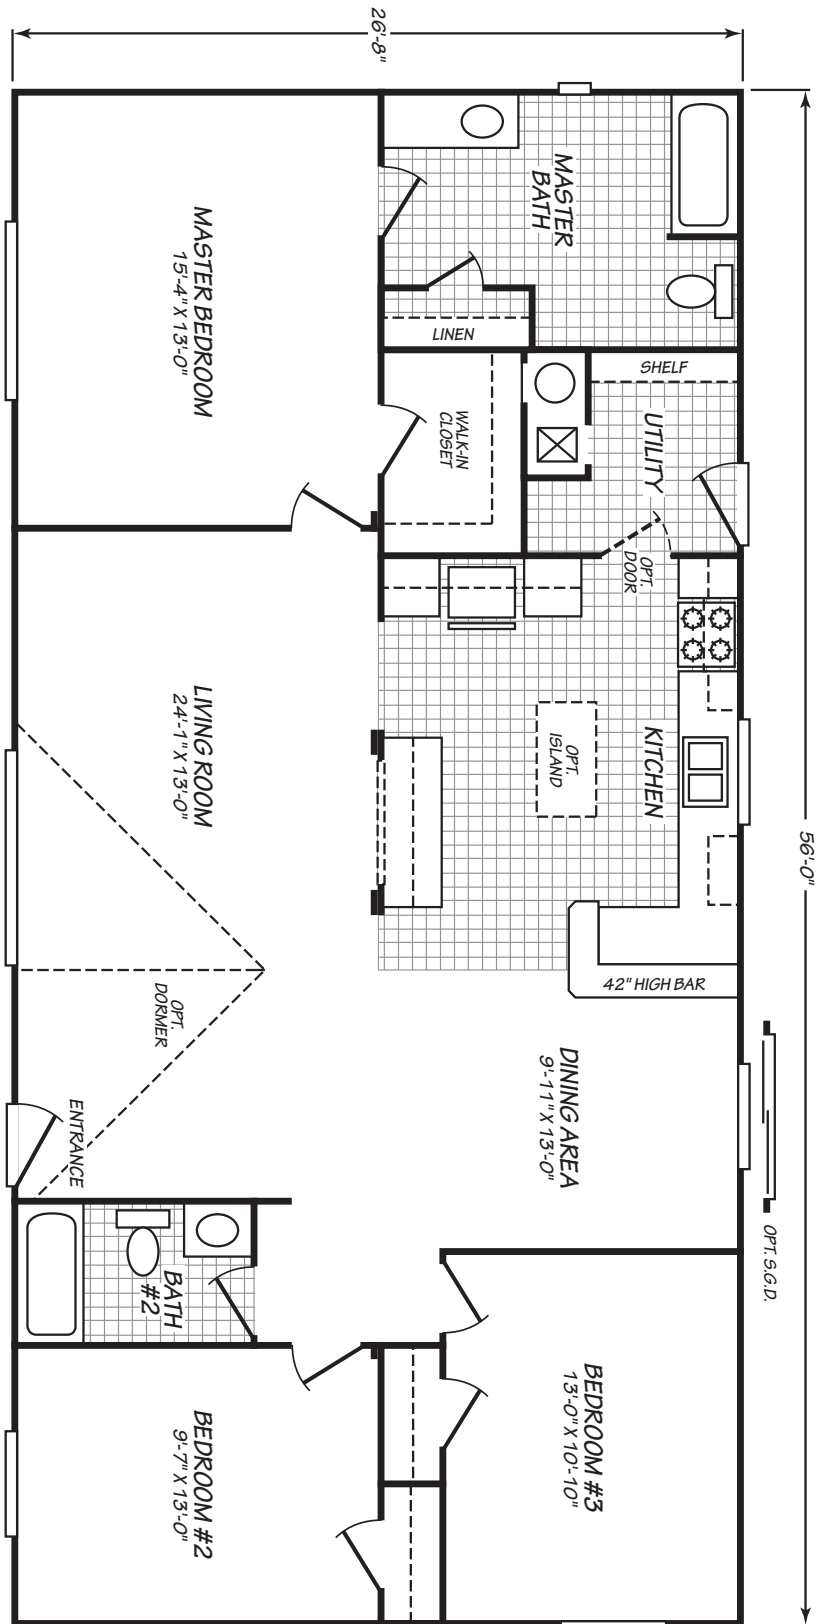 26'-8"
56'-0"
MASTER
BATH
LINEN
MASTER BEDROOM
15'-4" X 13'-0"
WALK-IN
CLOSET
SHELF
UTILITY
OPT.
DOOR
KITCHEN
OPT.
ISLAND
LIVING ROOM
24'-1" X 13'-0"
42" HIGH BAR
OPT.
DORMER
DINING AREA
9'-11" X 13'-0"
ENTRANCE
OPT. S.G.D.
BATH
#2
BEDROOM #3
13'-0" X 10'-10"
BEDROOM #2
9'-7" X 13'-0"